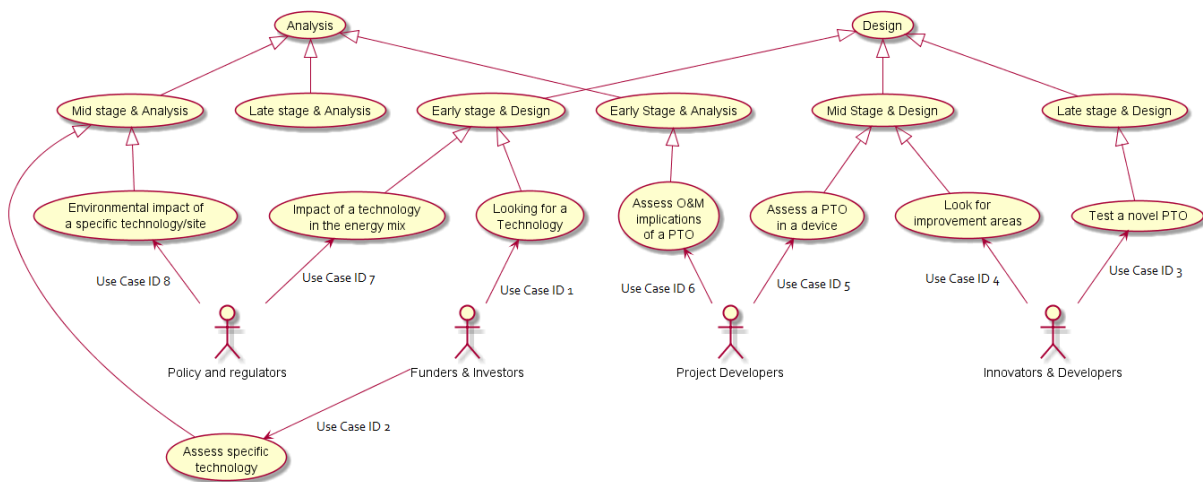 Analysis
Design
Mid stage & Analysis
Late stage & Analysis
Early stage & Design
Early Stage & Analysis
Mid Stage & Design
Late stage & Design
Environmental impact of
a specific technology/site
Impact of a technology
in the energy mix
Looking for a
Technology
Assess O&M
implications
of a PTO
Assess a PTO
in a device
Look for
improvement areas
Test a novel PTO
Use Case ID 8
Use Case ID 7
Use Case ID 1
Use Case ID 6
Use Case ID 5
Use Case ID 4
Use Case ID 3
Policy and regulators
Funders & Investors
Project Developers
Innovators & Developers
Use Case ID 2
Assess specific
technology